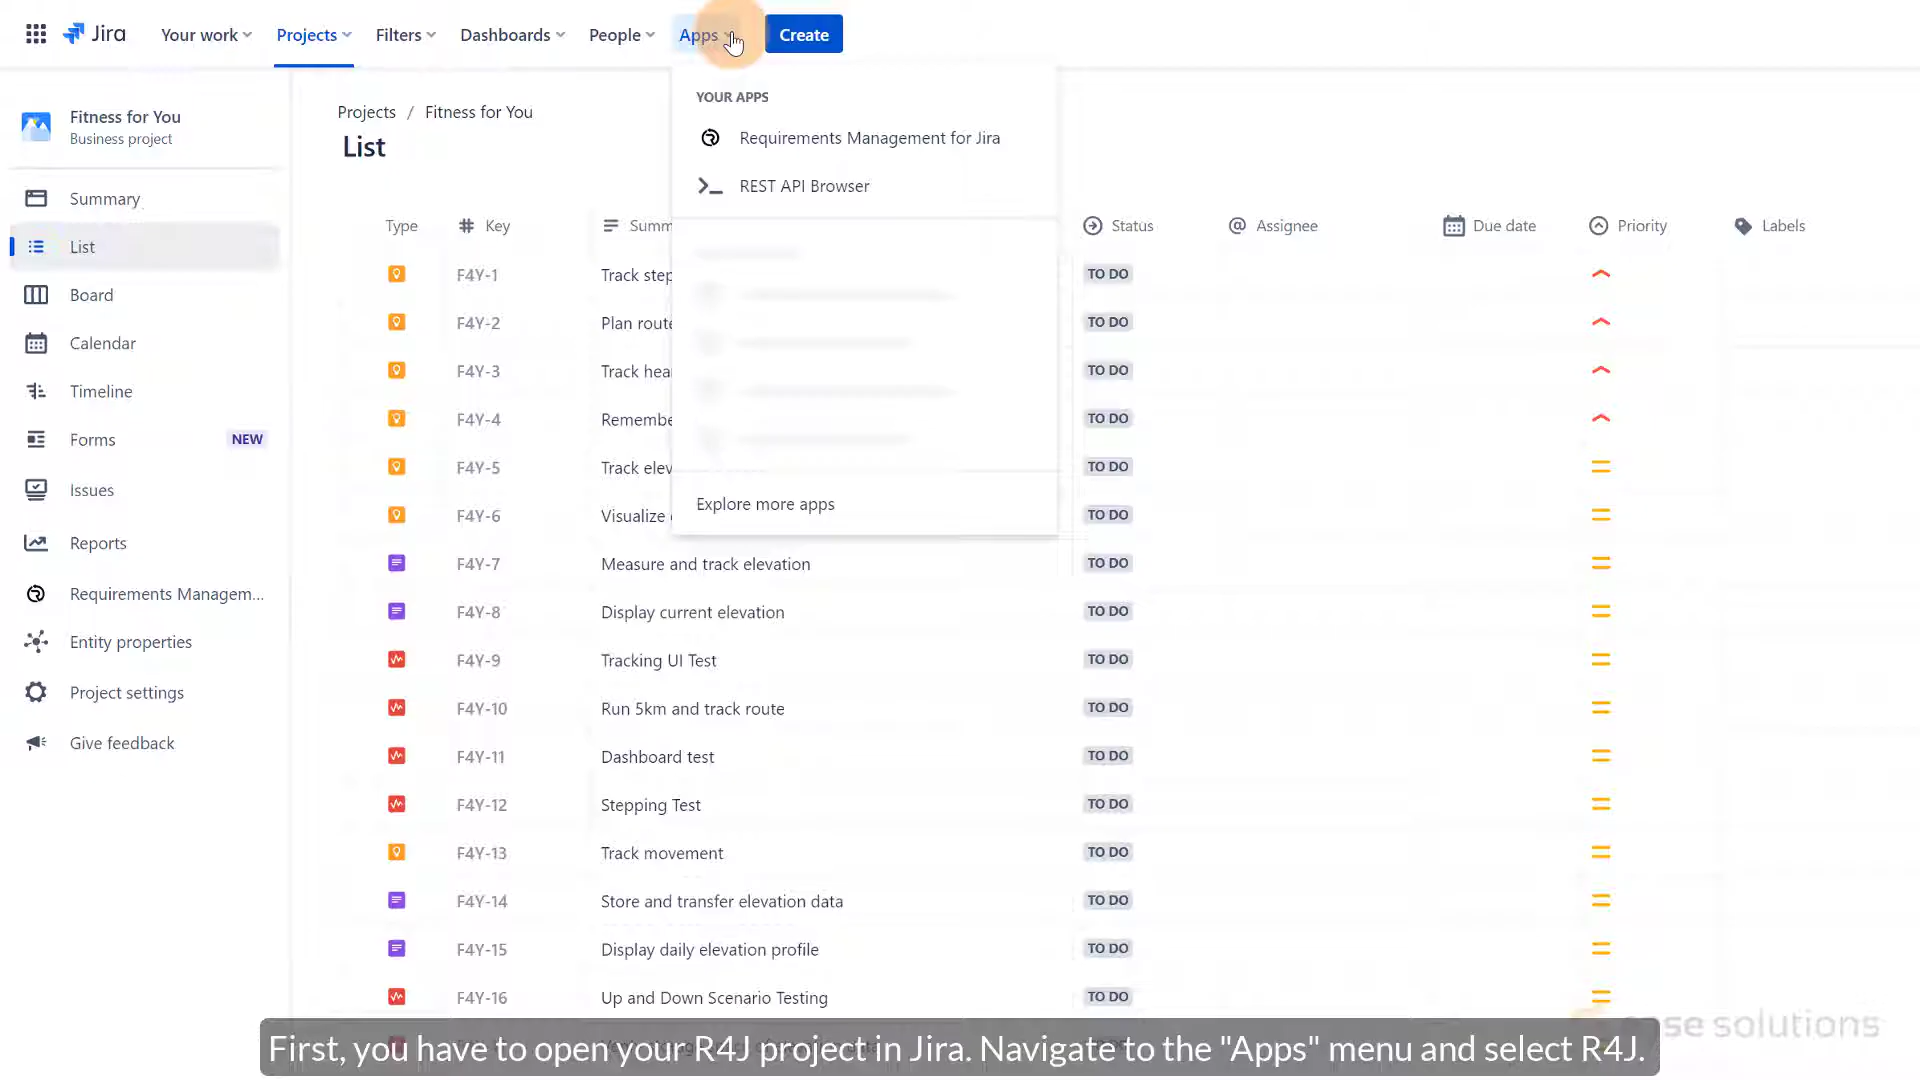 Jira Your work Projects Filters Dashboards People Apps Create
Fitness for You
Business project
Summary
List
Board
Calendar
Timeline
Forms NEW
Issues
Reports
Requirements Managem...
Entity properties
Project settings
Give feedback
Projects / Fitness for You
List
YOUR APPS
Requirements Management for Jira
REST API Browser
Explore more apps
Type Key Summ Status Assignee Due date Priority Labels
F4Y-1 Track step TO DO
F4Y-2 Plan route TO DO
F4Y-3 Track hea TO DO
F4Y-4 Remembe TO DO
F4Y-5 Track elev TO DO
F4Y-6 Visualize TO DO
F4Y-7 Measure and track elevation TO DO
F4Y-8 Display current elevation TO DO
F4Y-9 Tracking UI Test TO DO
F4Y-10 Run 5km and track route TO DO
F4Y-11 Dashboard test TO DO
F4Y-12 Stepping Test TO DO
F4Y-13 Track movement TO DO
F4Y-14 Store and transfer elevation data TO DO
F4Y-15 Display daily elevation profile TO DO
F4Y-16 Up and Down Scenario Testing TO DO
ease solutions
First, you have to open your R4J project in Jira. Navigate to the "Apps" menu and select R4J.